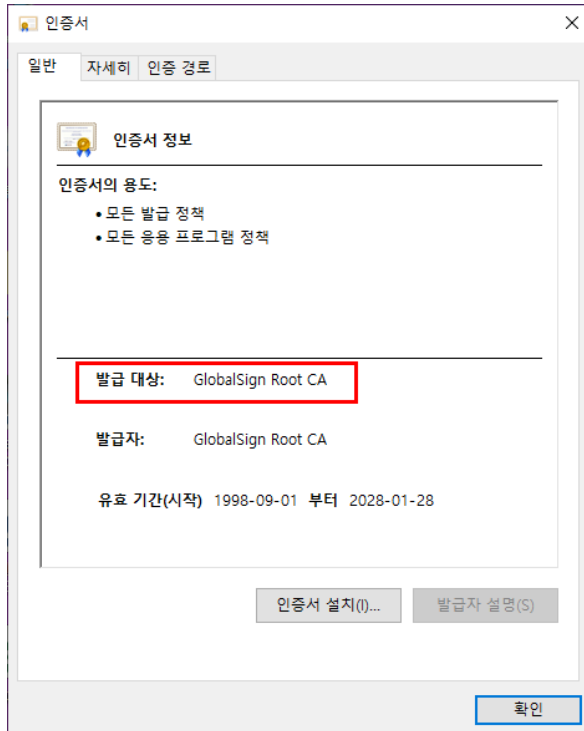 인증서
일반 자세히 인증 경로
인증서 정보
인증서의 용도:
• 모든 발급 정책
• 모든 응용 프로그램 정책
발급 대상: GlobalSign Root CA
발급자: GlobalSign Root CA
유효 기간(시작) 1998-09-01 부터 2028-01-28
인증서 설치(I)... 발급자 설명(S)
확인